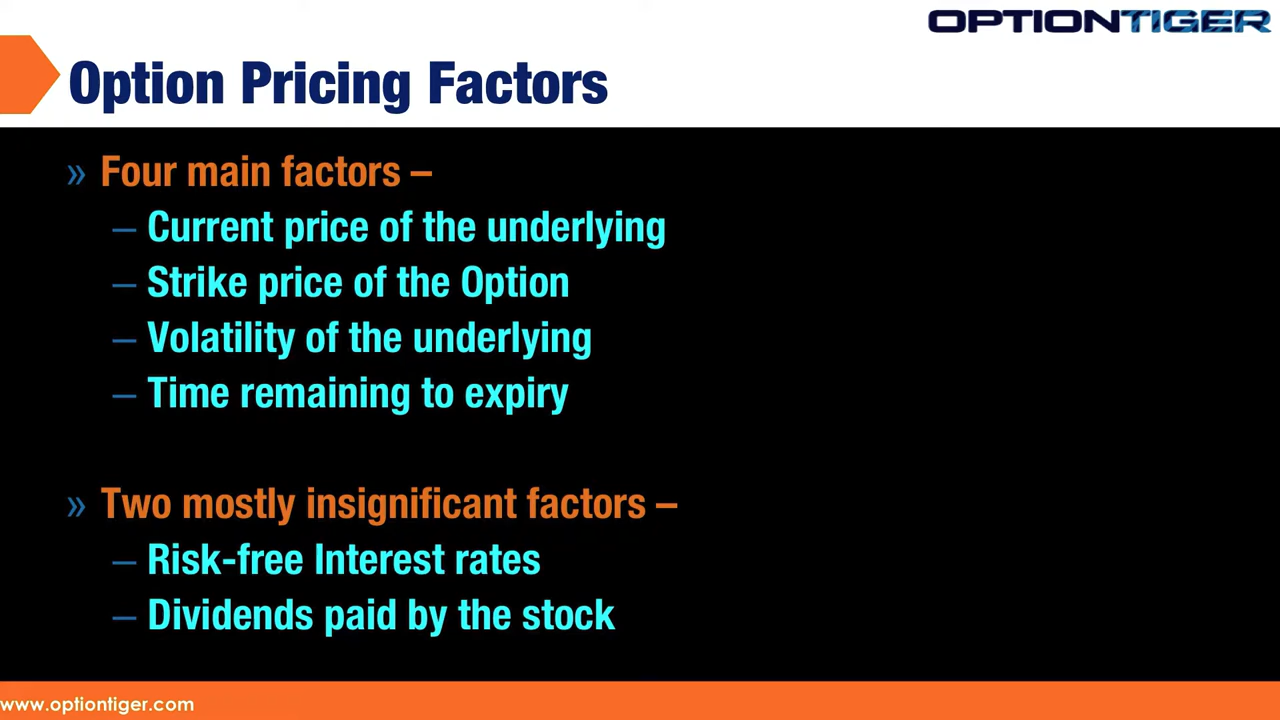 OPTIONTIGER
Option Pricing Factors
» Four main factors –
– Current price of the underlying
– Strike price of the Option
– Volatility of the underlying
– Time remaining to expiry
» Two mostly insignificant factors –
– Risk-free Interest rates
– Dividends paid by the stock
www.optiontiger.com